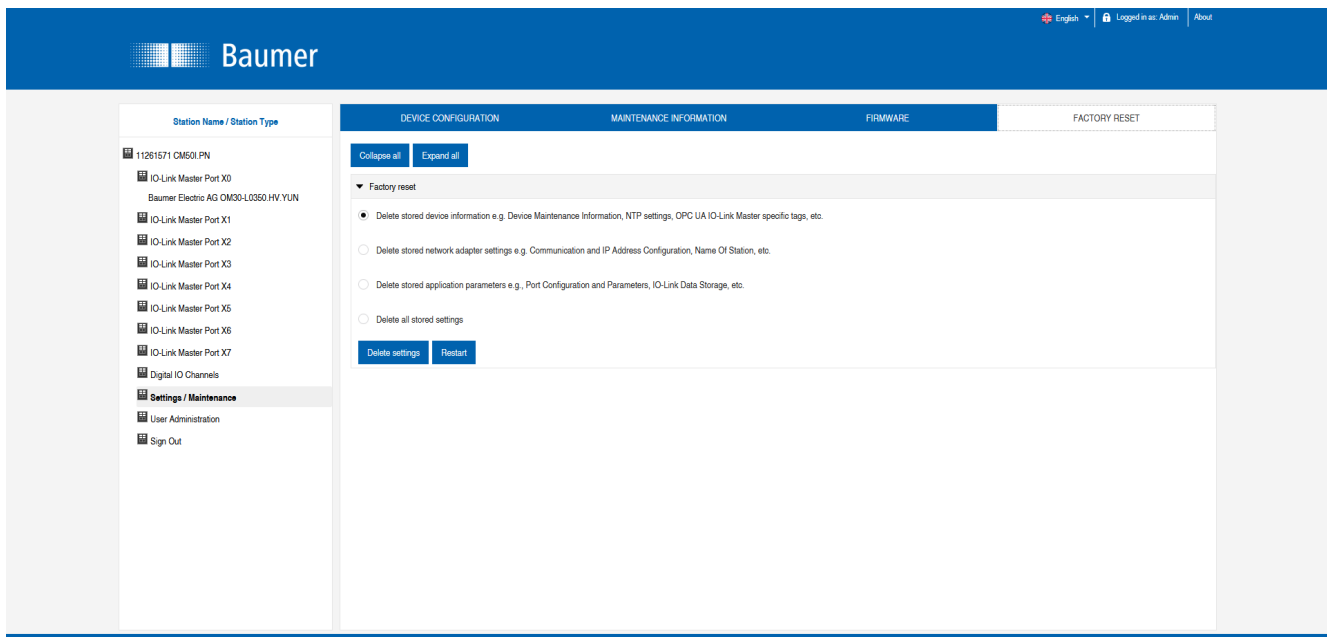 English
Logged in as: Admin
About
Baumer
Station Name / Station Type
11261571 CM50I.PN
IO-Link Master Port X0
Baumer Electric AG OM30-L0350.HV.YUN
IO-Link Master Port X1
IO-Link Master Port X2
IO-Link Master Port X3
IO-Link Master Port X4
IO-Link Master Port X5
IO-Link Master Port X6
IO-Link Master Port X7
Digital IO Channels
Settings / Maintenance
User Administration
Sign Out
DEVICE CONFIGURATION
MAINTENANCE INFORMATION
FIRMWARE
FACTORY RESET
Collapse all
Expand all
Factory reset
Delete stored device information e.g. Device Maintenance Information, NTP settings, OPC UA IO-Link Master specific tags, etc.
Delete stored network adapter settings e.g. Communication and IP Address Configuration, Name Of Station, etc.
Delete stored application parameters e.g., Port Configuration and Parameters, IO-Link Data Storage, etc.
Delete all stored settings
Delete settings
Restart